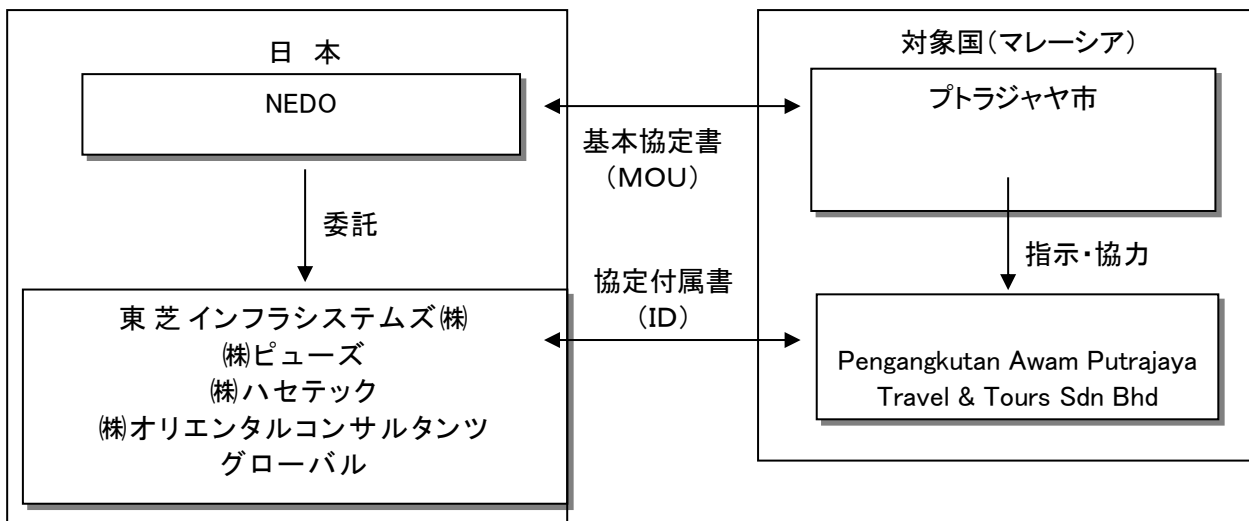 日 本
NEDO
委託
東芝インフラシステムズ㈱
㈱ピューズ
㈱ハセテック
㈱オリエンタルコンサルタンツ
グローバル
基本協定書
（MOU）
協定付属書
（ID）
対象国（マレーシア）
プトラジャヤ市
指示・協力
Pengangkutan Awam Putrajaya
Travel & Tours Sdn Bhd